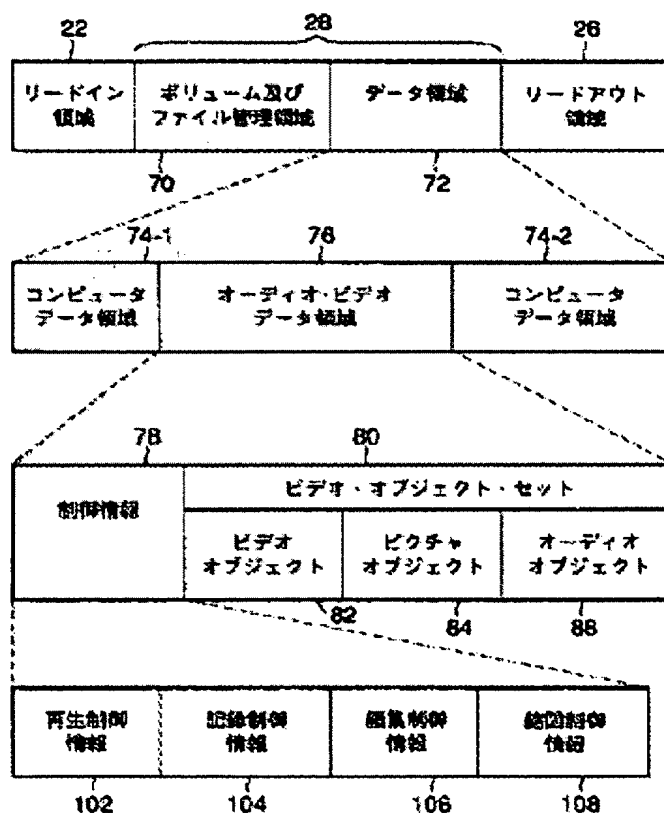 22
28
26
リードイン
領域
ボリューム及び
ファイル管理領域
データ領域
リードアウト
領域
70
72
74-1
76
74-2
コンピュータ
データ領域
オーディオ・ビデオ
データ領域
コンピュータ
データ領域
78
80
制御情報
ビデオ・オブジェクト・セット
ビデオ
オブジェクト
ピクチャ
オブジェクト
オーディオ
オブジェクト
82
84
88
再生制御
情報
記録制御
情報
編集制御
情報
制御
情報
102
104
106
108